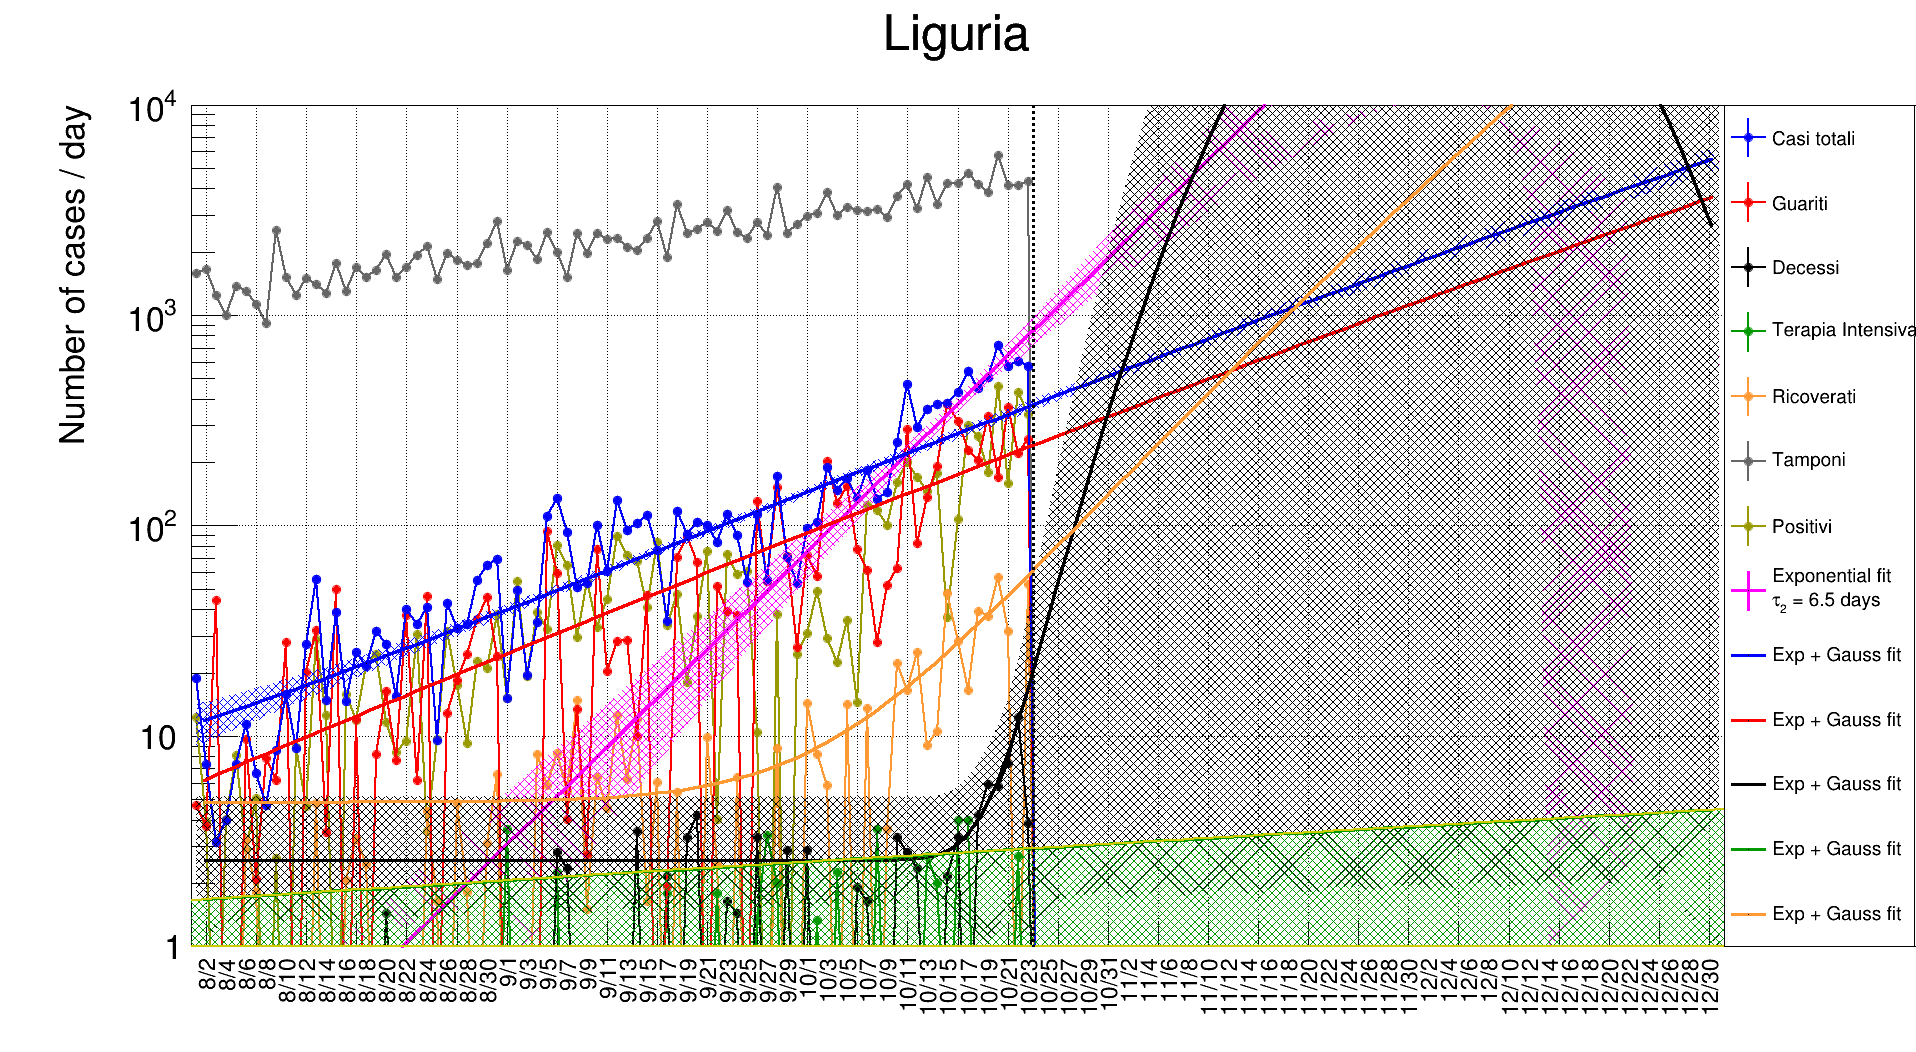 Liguria
Number of cases / day
10^4
10^3
10^2
10
1
8/2 8/4 8/6 8/8 8/10 8/12 8/14 8/16 8/18 8/20 8/22 8/24 8/26 8/28 8/30 9/1 9/3 9/5 9/7 9/9 9/11 9/13 9/15 9/17 9/19 9/21 9/23 9/25 9/27 9/29 10/1 10/3 10/5 10/7 10/9 10/11 10/13 10/15 10/17 10/19 10/21 10/23 10/25 10/27 10/29 10/31 11/2 11/4 11/6 11/8 11/10 11/12 11/14 11/16 11/18 11/20 11/22 11/24 11/26 11/28 11/30 12/2 12/4 12/6 12/8 12/10 12/12 12/14 12/16 12/18 12/20 12/22 12/24 12/26 12/28 12/30
Casi totali
Guariti
Decessi
Terapia Intensiva
Ricoverati
Tamponi
Positivi
Exponential fit
τ2 = 6.5 days
Exp + Gauss fit
Exp + Gauss fit
Exp + Gauss fit
Exp + Gauss fit
Exp + Gauss fit